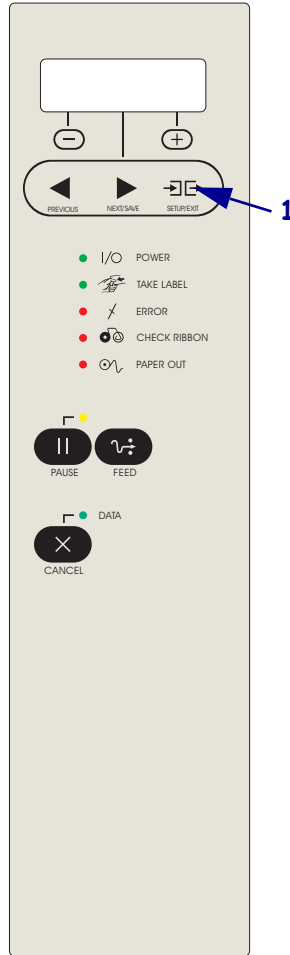 PREVIOUS NEXT/SAVE SETUP/EXIT
1
POWER
TAKE LABEL
ERROR
CHECK RIBBON
PAPER OUT
PAUSE FEED
DATA
CANCEL